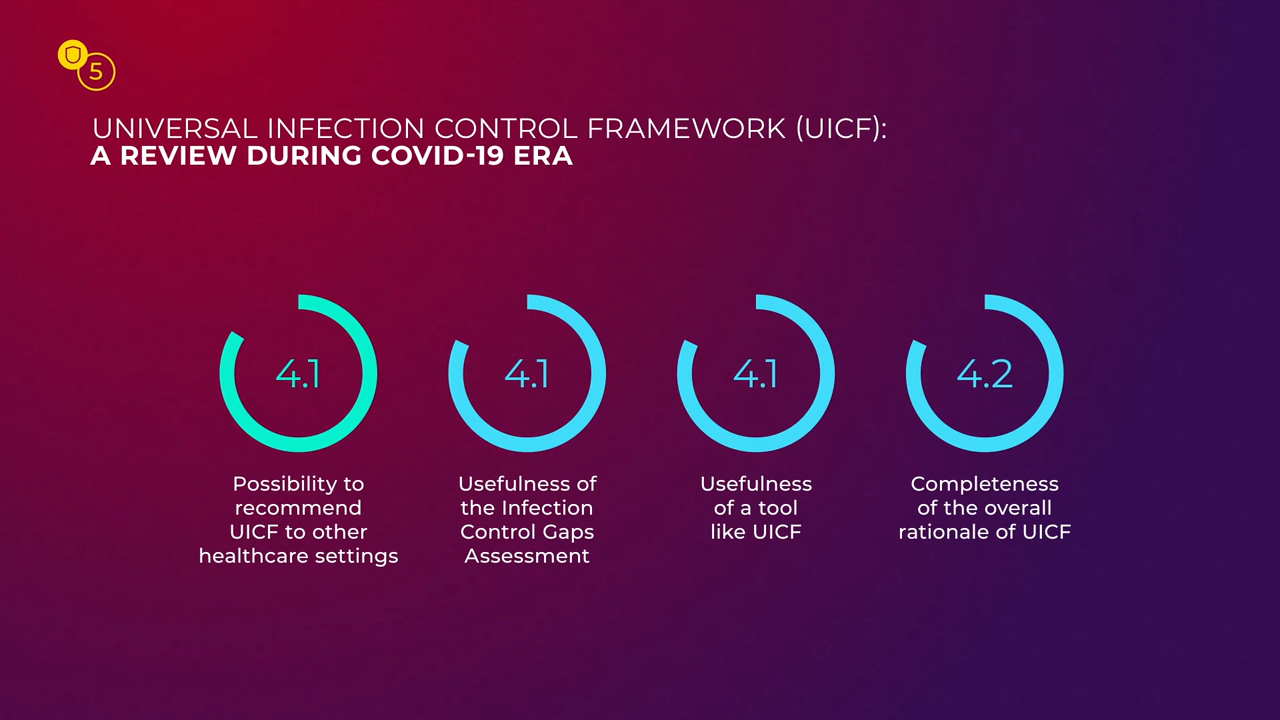 5
UNIVERSAL INFECTION CONTROL FRAMEWORK (UICF):
A REVIEW DURING COVID-19 ERA
4.1
Possibility to
recommend
UICF to other
healthcare settings
4.1
Usefulness of
the Infection
Control Gaps
Assessment
4.1
Usefulness
of a tool
like UICF
4.2
Completeness
of the overall
rationale of UICF